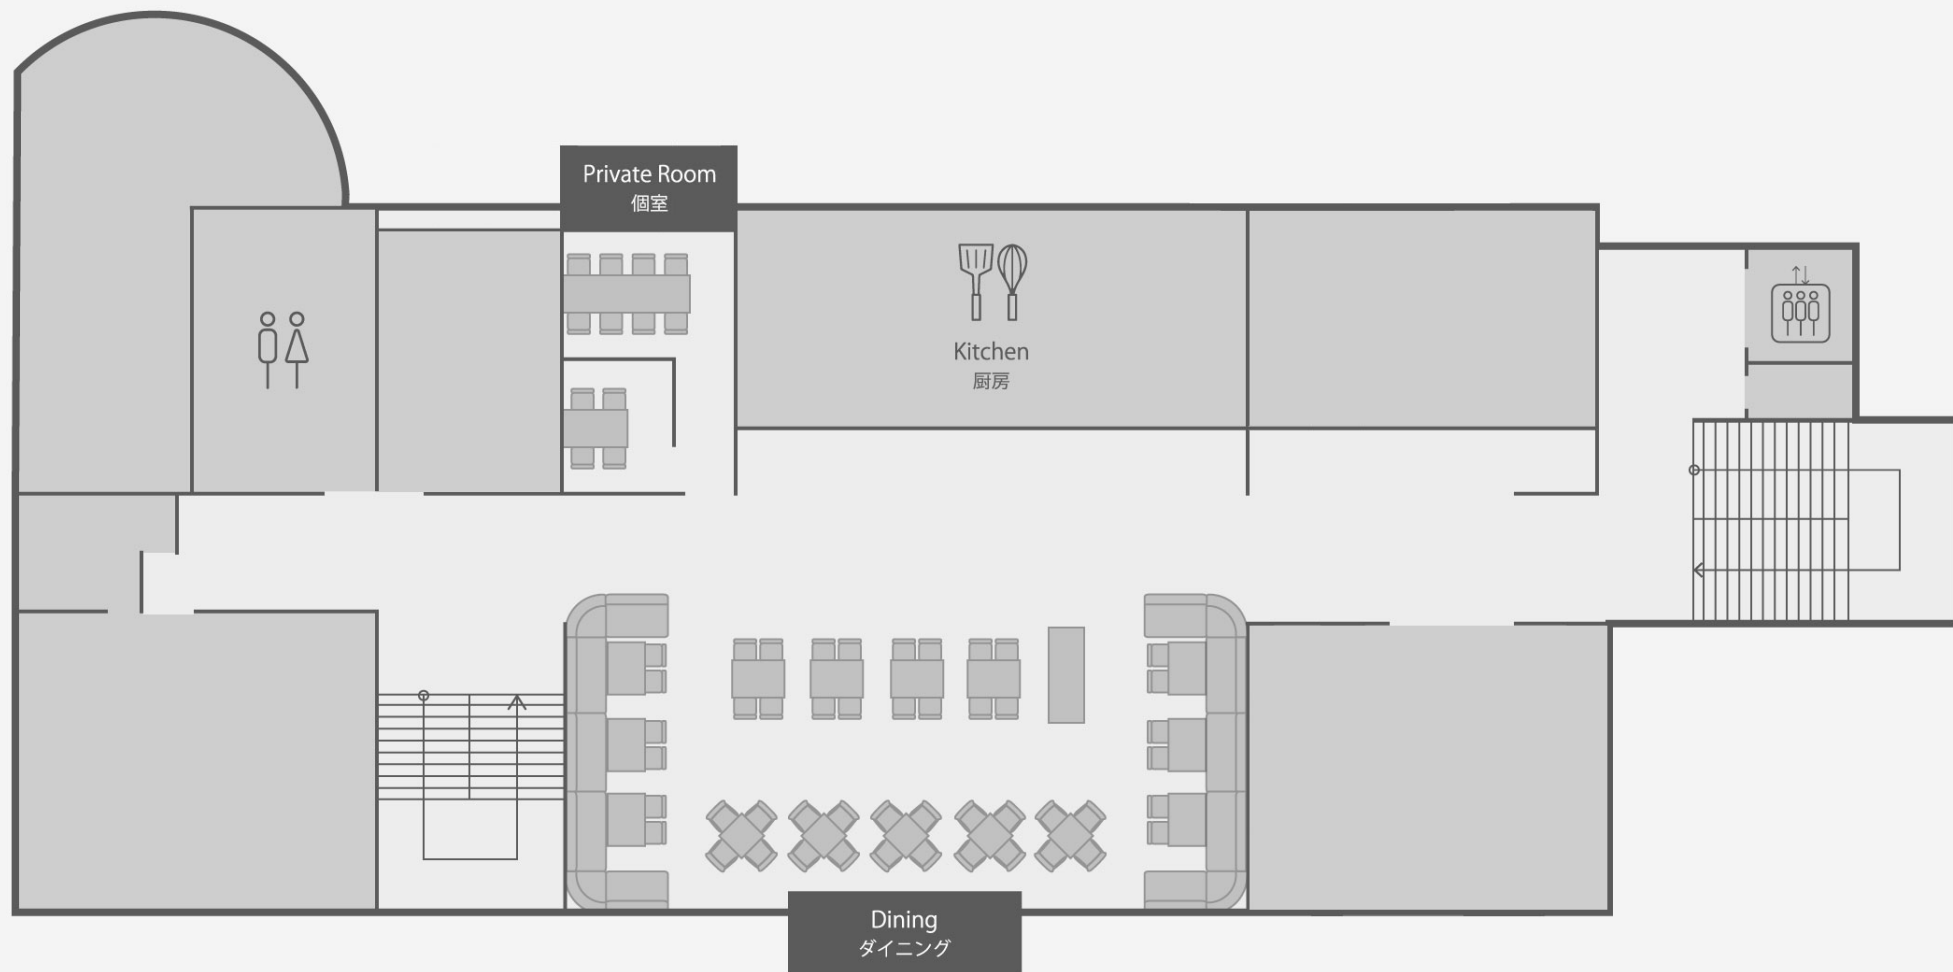 Private Room
個室
Kitchen
厨房
Dining
ダイニング